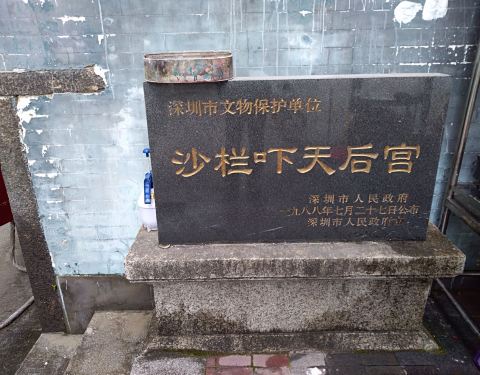 深圳市文物保护单位
沙栏吓天后宫
深圳市人民政府
一九八八年七月二十七日公布
深圳市人民政府立